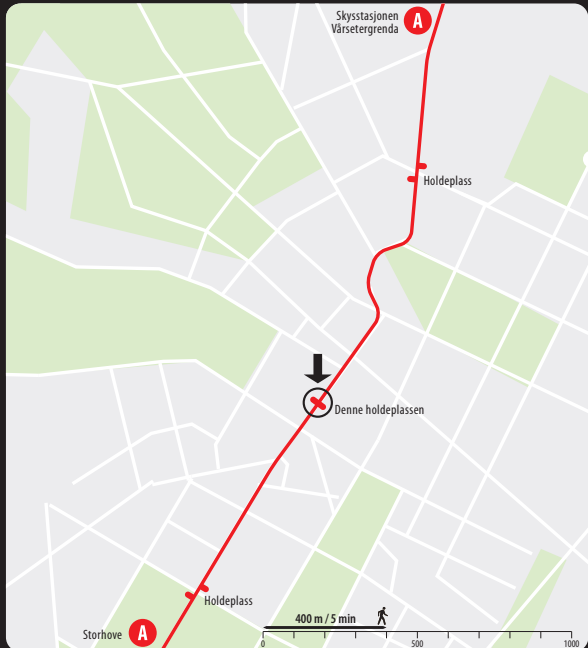 Skysstasjonen
Vårsetergrenda
A
Holdeplass
Denne holdeplassen
Holdeplass
Storhove
A
400 m / 5 min
0
500
1000